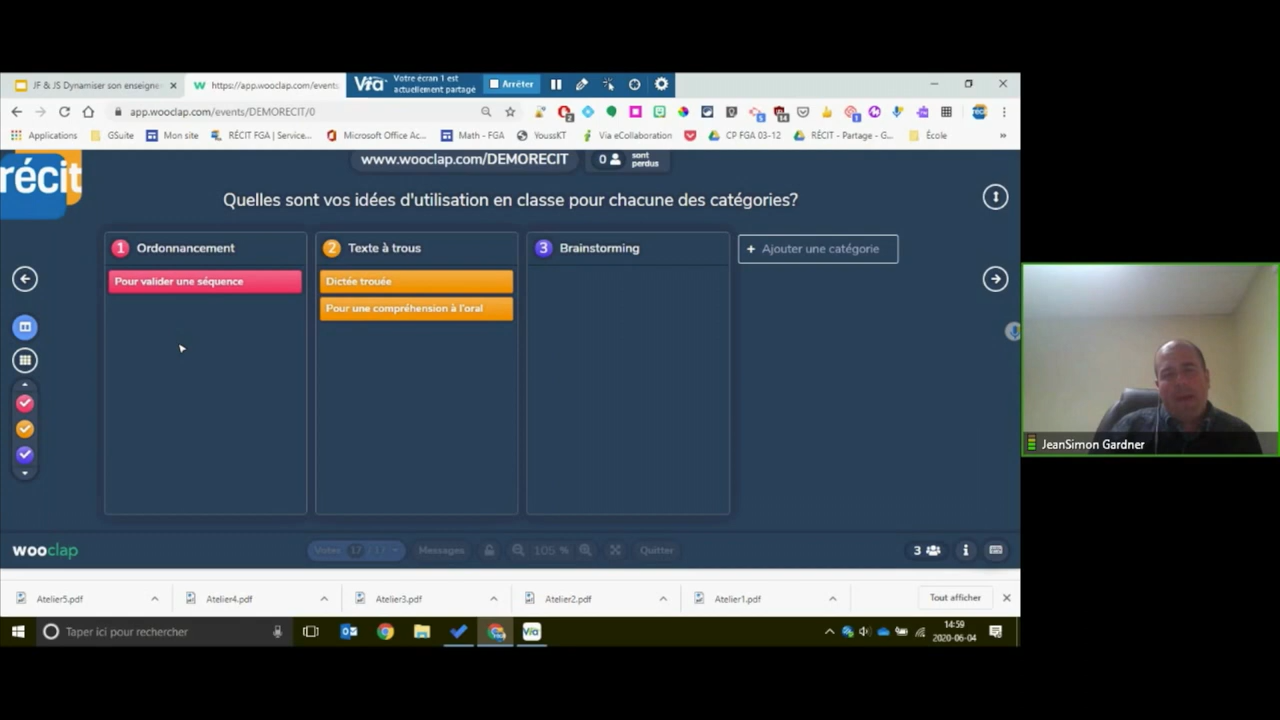 JF & JS Dynamiser son enseigne
https://app.wooclap.com/events
Via
Votre écran 1 est
actuellement partagé
Arrêter
app.wooclap.com/events/DEMORECIT/0
Applications
GSuite
Mon site
RÉCIT FGA | Service...
Microsoft Office Ac...
Math - FGA
YoussKT
Via eCollaboration
CP FGA 03-12
RÉCIT - Partage - G...
École
»
récit
www.wooclap.com/DEMORECIT
0
sont
perdus
Quelles sont vos idées d'utilisation en classe pour chacune des catégories?
1 Ordonnancement
2 Texte à trous
3 Brainstorming
+ Ajouter une catégorie
Pour valider une séquence
Dictée trouée
Pour une compréhension à l'oral
JeanSimon Gardner
wooclap
Votes 17 / 17
Messages
105 %
Quitter
3
Atelier5.pdf
Atelier4.pdf
Atelier3.pdf
Atelier2.pdf
Atelier1.pdf
Tout afficher
Taper ici pour rechercher
Via
14:59
2020-06-04